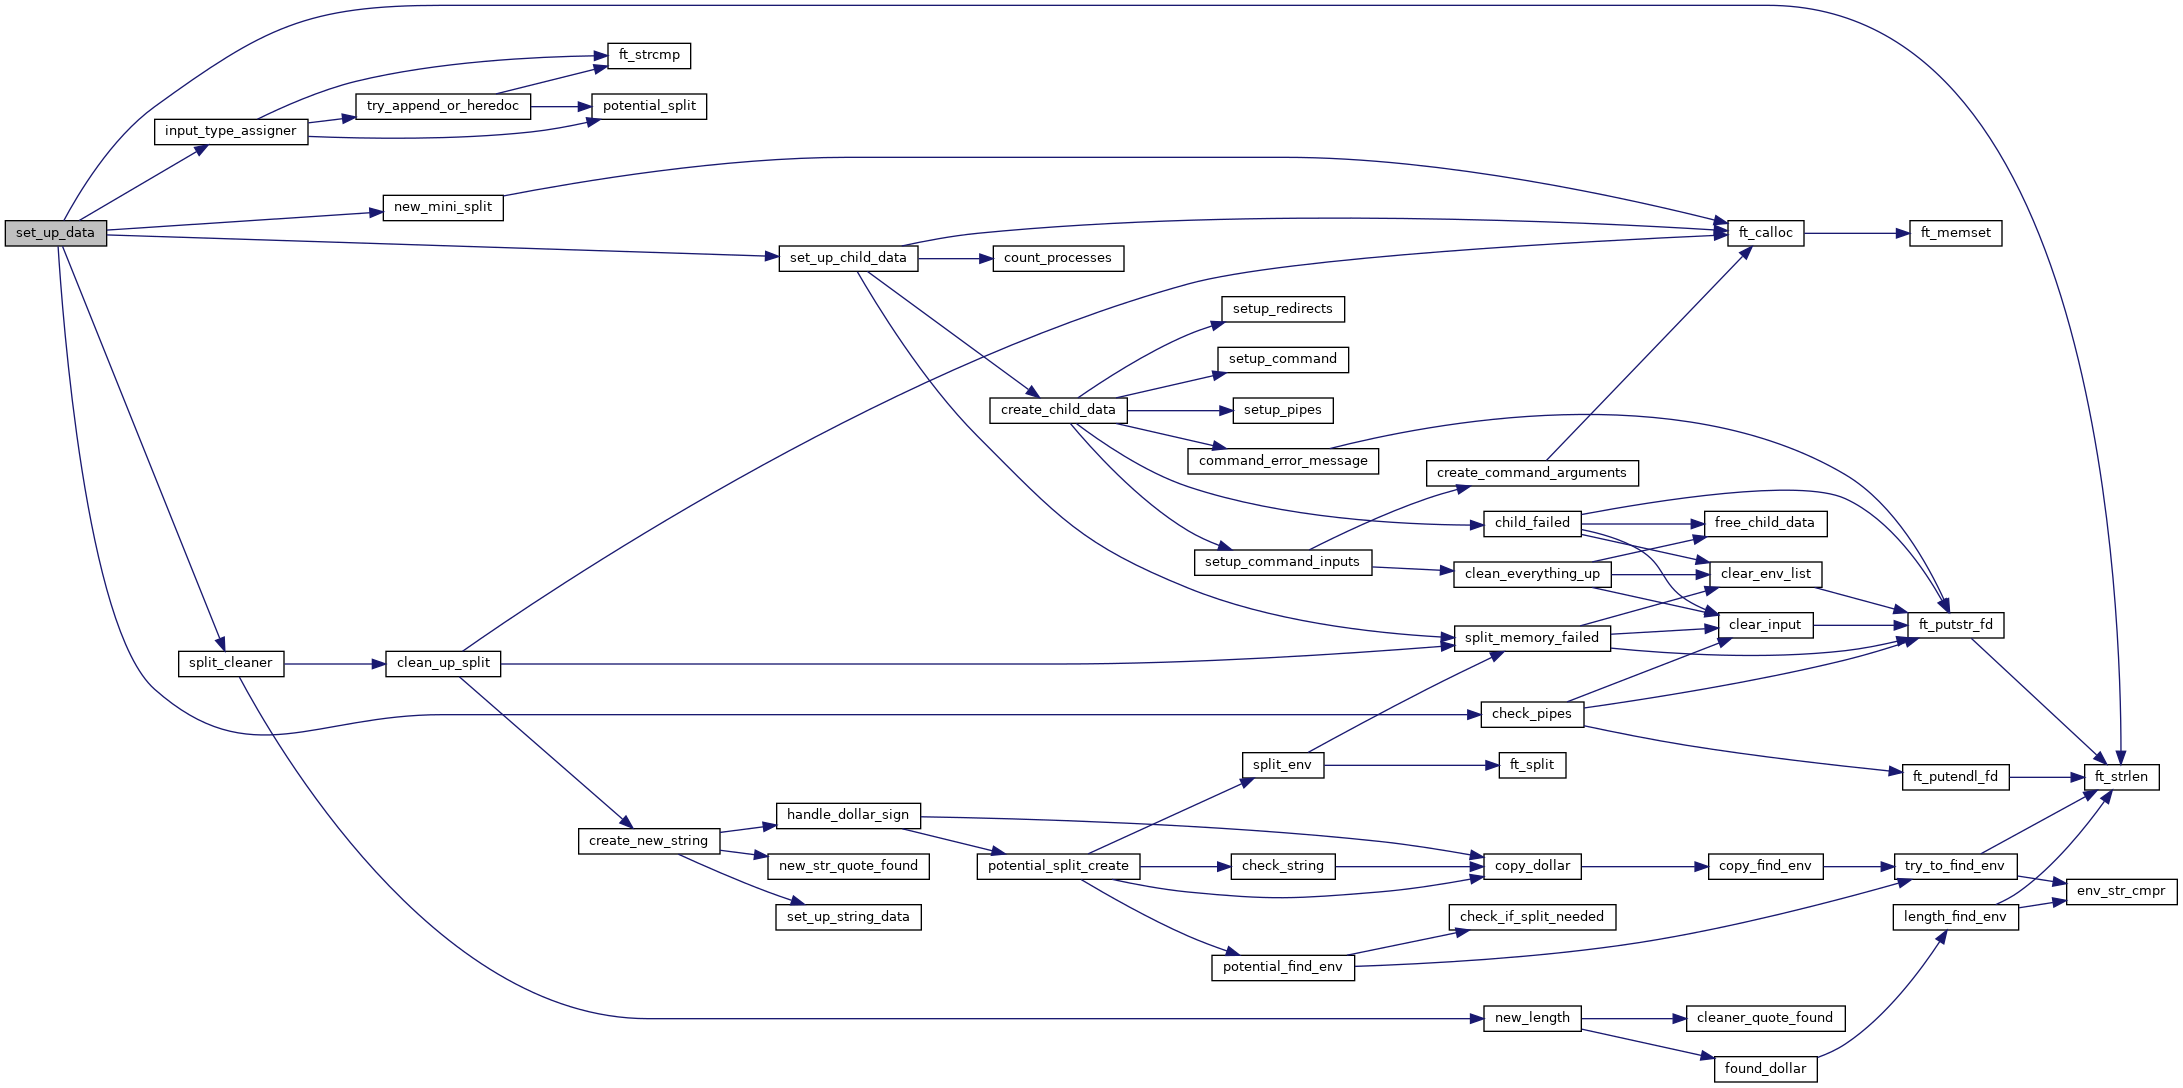 ft_strcmp
try_append_or_heredoc
potential_split
input_type_assigner
new_mini_split
set_up_data
ft_calloc
ft_memset
set_up_child_data
count_processes
setup_redirects
setup_command
create_child_data
setup_pipes
command_error_message
create_command_arguments
child_failed
free_child_data
setup_command_inputs
clean_everything_up
clear_env_list
split_memory_failed
clear_input
ft_putstr_fd
split_cleaner
clean_up_split
check_pipes
split_env
ft_split
ft_putendl_fd
ft_strlen
handle_dollar_sign
create_new_string
new_str_quote_found
potential_split_create
check_string
copy_dollar
copy_find_env
try_to_find_env
env_str_cmpr
set_up_string_data
check_if_split_needed
length_find_env
potential_find_env
new_length
cleaner_quote_found
found_dollar